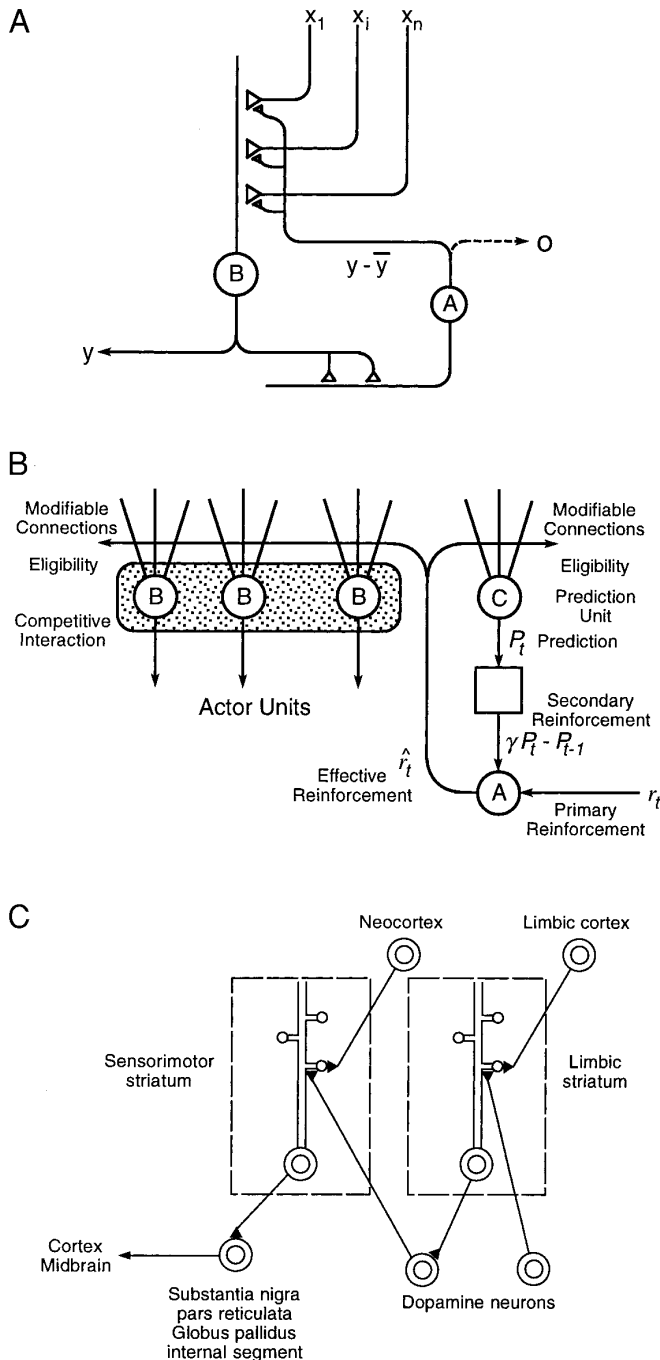 A
x1 xi xn
y - ȳ
O
B
A
y
B
Modifiable
Connections
Eligibility
Competitive
Interaction
B B B
Actor Units
C
Modifiable
Connections
Eligibility
Prediction
Unit
Pt Prediction
Secondary
Reinforcement
γPt - Pt-1
r̂t
Effective
Reinforcement
A
rt
Primary
Reinforcement
C
Neocortex
Limbic cortex
Sensorimotor
striatum
Limbic
striatum
Cortex
Midbrain
Substantia nigra
pars reticulata
Globus pallidus
internal segment
Dopamine neurons